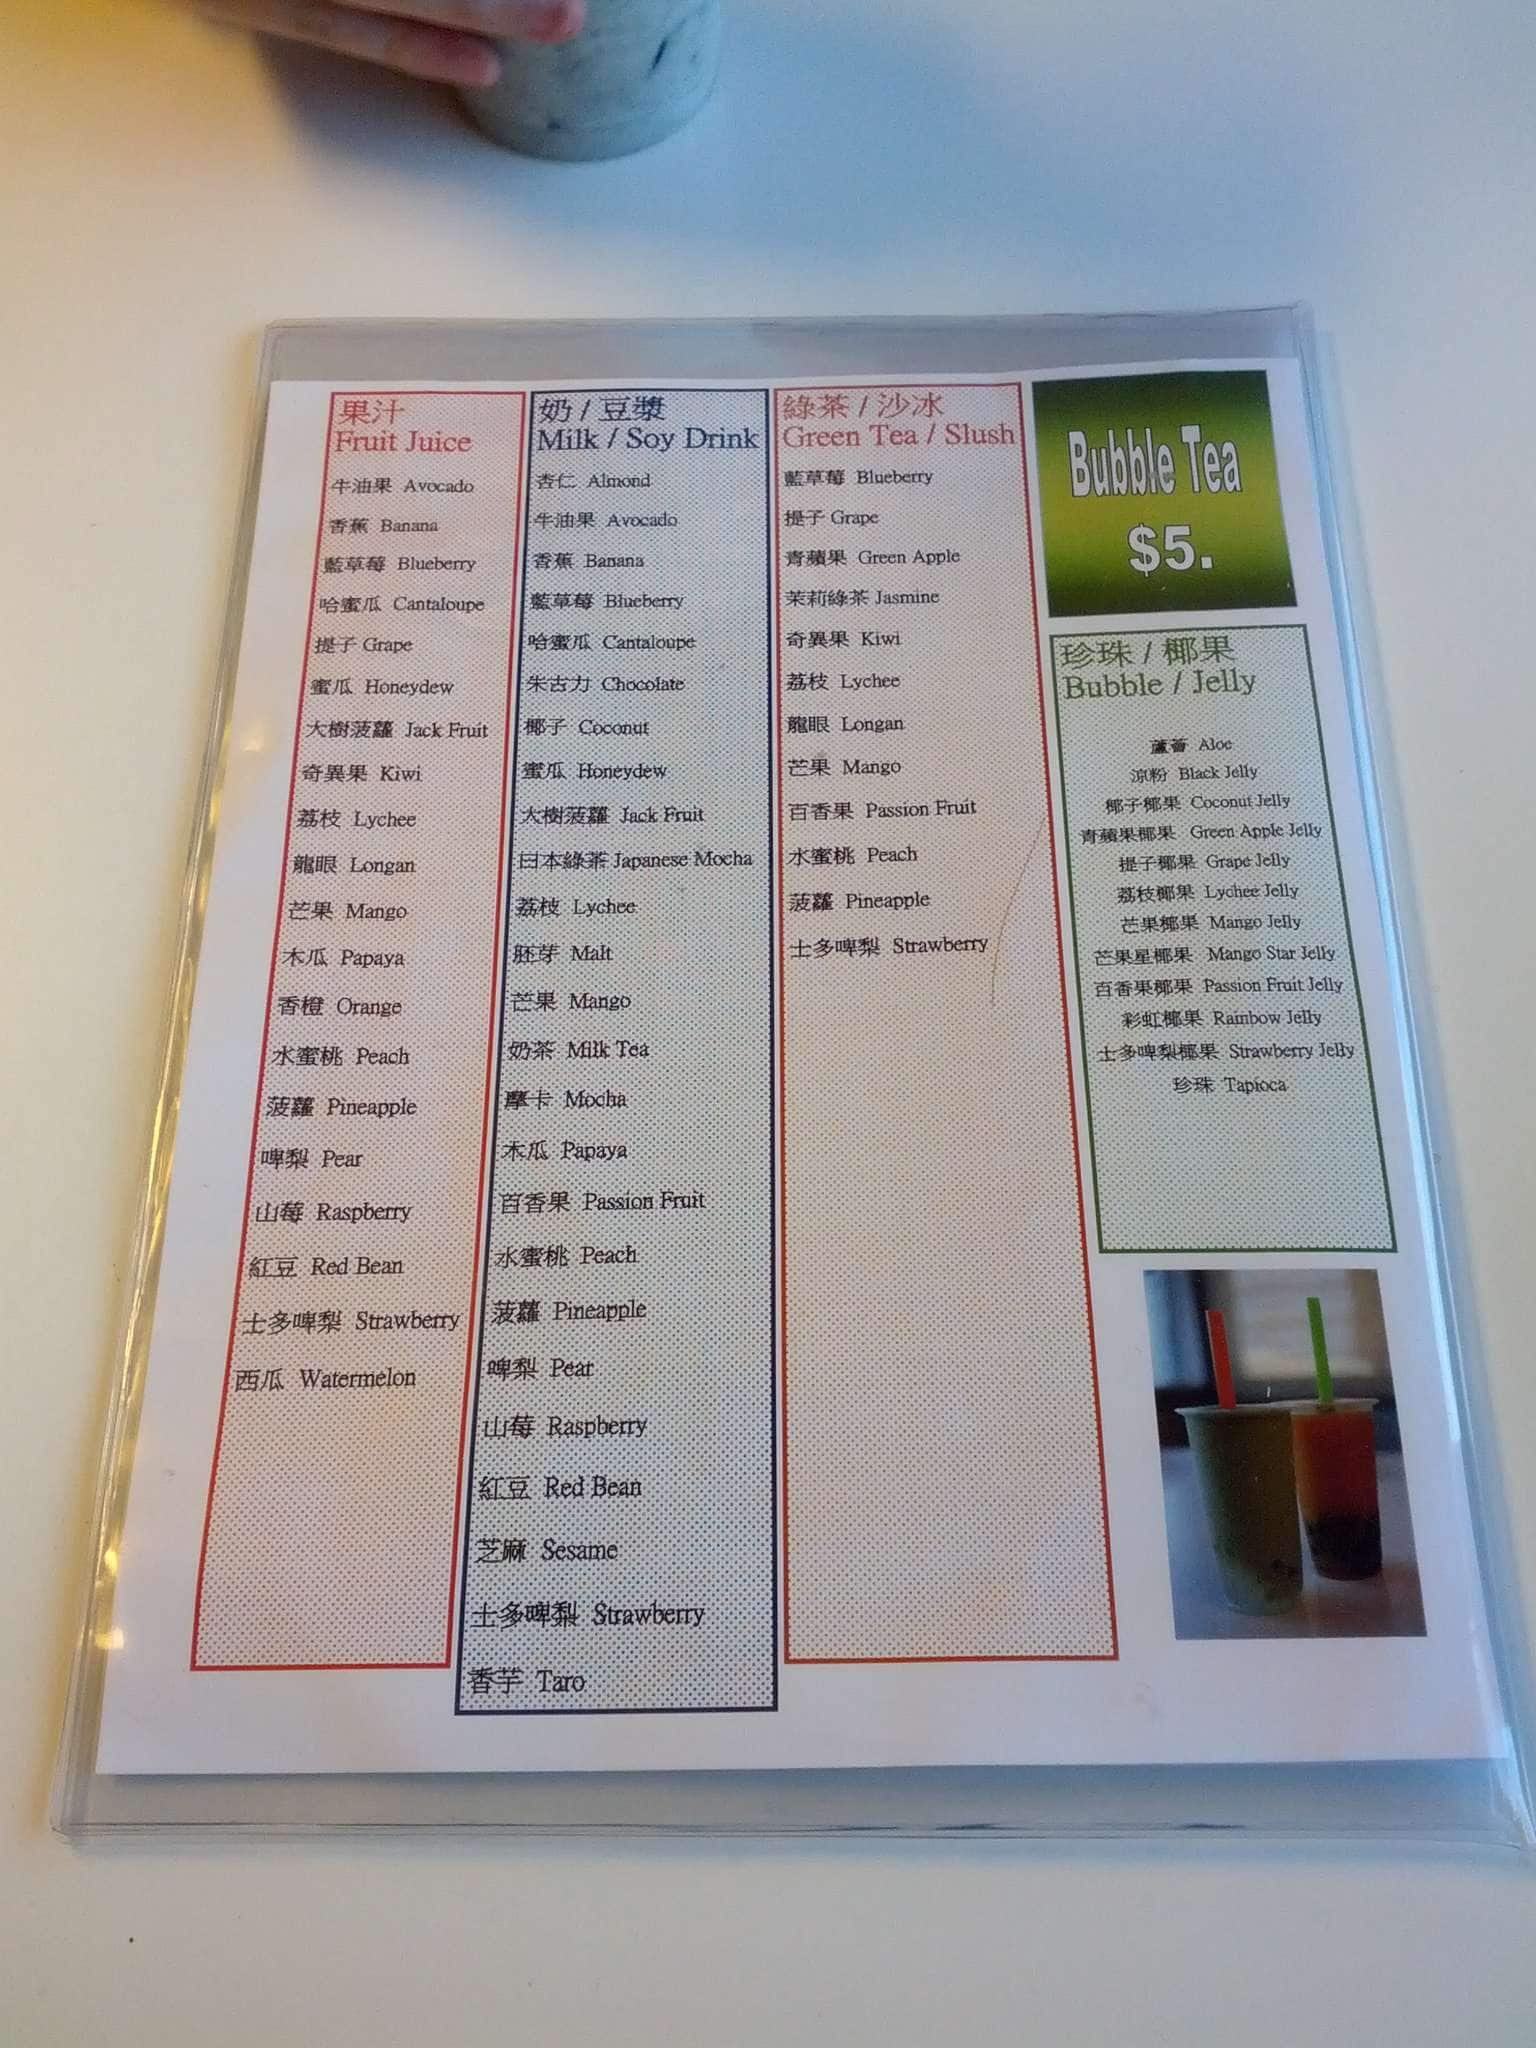 果汁
Fruit Juice
牛油果 Avocado
香蕉 Banana
藍草莓 Blueberry
哈蜜瓜 Cantaloupe
提子 Grape
蜜瓜 Honeydew
大樹菠蘿 Jack Fruit
奇異果 Kiwi
荔枝 Lychee
龍眼 Longan
芒果 Mango
木瓜 Papaya
香橙 Orange
水蜜桃 Peach
菠蘿 Pineapple
啤梨 Pear
山莓 Raspberry
紅豆 Red Bean
士多啤梨 Strawberry
西瓜 Watermelon
奶 / 豆漿
Milk / Soy Drink
杏仁 Almond
牛油果 Avocado
香蕉 Banana
藍草莓 Blueberry
哈蜜瓜 Cantaloupe
朱古力 Chocolate
椰子 Coconut
蜜瓜 Honeydew
大樹菠蘿 Jack Fruit
日本綠茶 Japanese Mocha
荔枝 Lychee
胚芽 Malt
芒果 Mango
奶茶 Milk Tea
摩卡 Mocha
木瓜 Papaya
百香果 Passion Fruit
水蜜桃 Peach
菠蘿 Pineapple
啤梨 Pear
山莓 Raspberry
紅豆 Red Bean
芝麻 Sesame
士多啤梨 Strawberry
香芋 Taro
綠茶 / 沙冰
Green Tea / Slush
藍草莓 Blueberry
提子 Grape
青蘋果 Green Apple
茉莉綠茶 Jasmine
奇異果 Kiwi
荔枝 Lychee
龍眼 Longan
芒果 Mango
百香果 Passion Fruit
水蜜桃 Peach
菠蘿 Pineapple
士多啤梨 Strawberry
Bubble Tea
$5.
珍珠 / 椰果
Bubble / Jelly
蘆薈 Aloe
涼粉 Black Jelly
椰子椰果 Coconut Jelly
青蘋果椰果 Green Apple Jelly
提子椰果 Grape Jelly
荔枝椰果 Lychee Jelly
芒果椰果 Mango Jelly
芒果星椰果 Mango Star Jelly
百香果椰果 Passion Fruit Jelly
彩虹椰果 Rainbow Jelly
士多啤梨椰果 Strawberry Jelly
珍珠 Tapioca